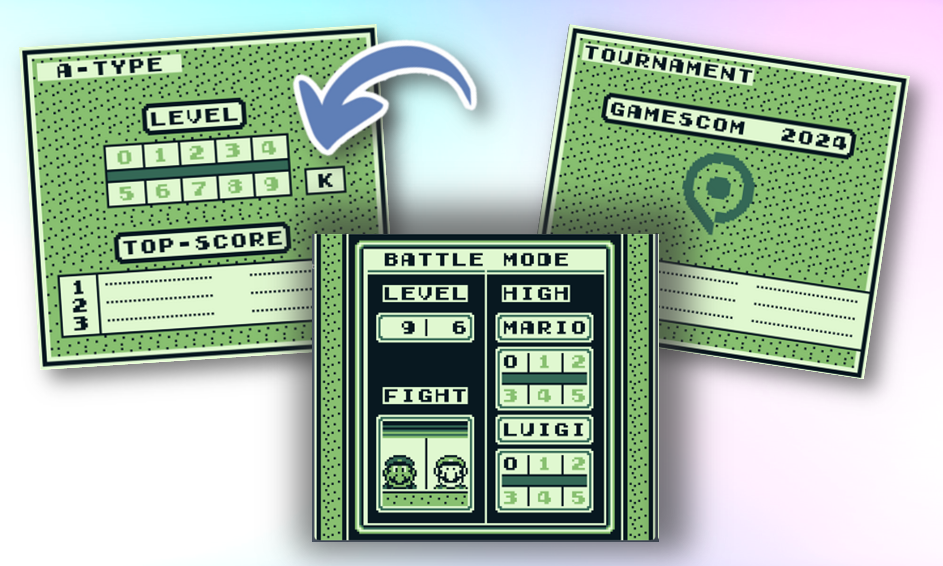 A-TYPE
LEVEL
0 1 2 3 4
5 6 7 8 9
K
TOP-SCORE
1
2
3
TOURNAMENT
GAMESCOM 2024
BATTLE MODE
LEVEL
9 6
FIGHT
HIGH
MARIO
0 1 2
3 4 5
LUIGI
0 1 2
3 4 5